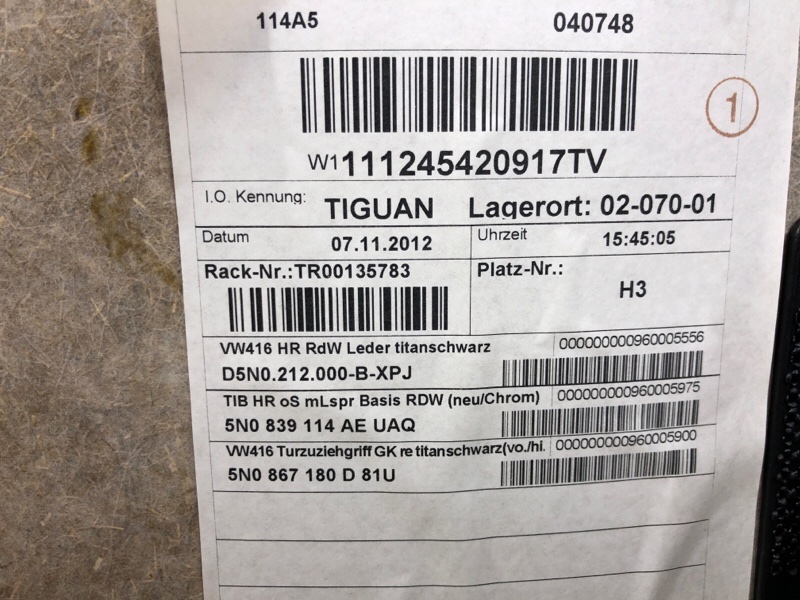 114A5 040748
W1111245420917TV
1
I.O. Kennung: TIGUAN Lagerort: 02-070-01
Datum 07.11.2012 Uhrzeit 15:45:05
Rack-Nr.:TR00135783 Platz-Nr.: H3
VW416 HR RdW Leder titanschwarz 000000000960005556
D5N0.212.000-B-XPJ
TIB HR oS mLspr Basis RDW (neu/Chrom) 000000000960005975
5N0 839 114 AE UAQ
VW416 Turzuziehgriff GK re titanschwarz(vo./hi. 000000000960005900
5N0 867 180 D 81U